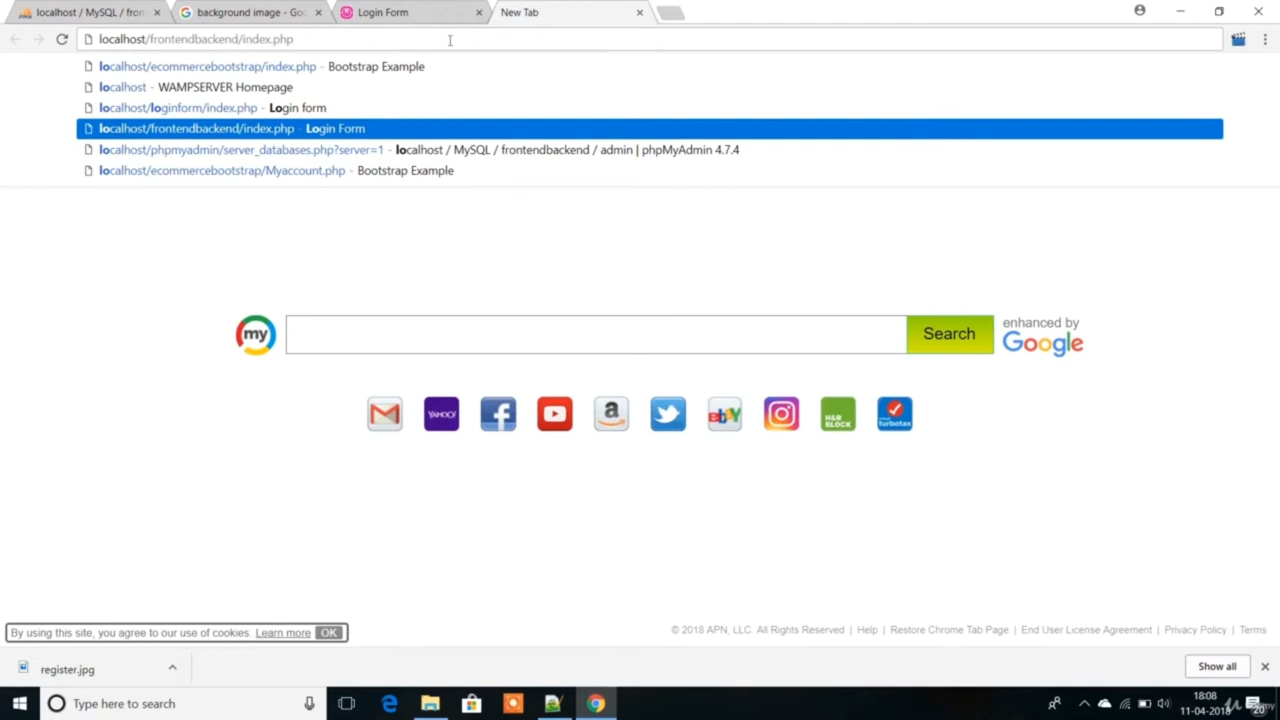 localhost / MySQL / fron
background image - Goo
Login Form
New Tab
localhost/frontendbackend/index.php
localhost/ecommercebootstrap/index.php - Bootstrap Example
localhost - WAMPSERVER Homepage
localhost/loginform/index.php - Login form
localhost/frontendbackend/index.php - Login Form
localhost/phpmyadmin/server_databases.php?server=1 - localhost / MySQL / frontendbackend / admin | phpMyAdmin 4.7.4
localhost/ecommercebootstrap/Myaccount.php - Bootstrap Example
my
Search
enhanced by
Google
YAHOO!
a
ebY
H&R
BLOCK
turbotax
By using this site, you agree to our use of cookies. Learn more OK
© 2018 APN, LLC. All Rights Reserved | Help | Restore Chrome Tab Page | End User License Agreement | Privacy Policy | Terms
register.jpg
Show all
Type here to search
18:08
11-04-2018
20